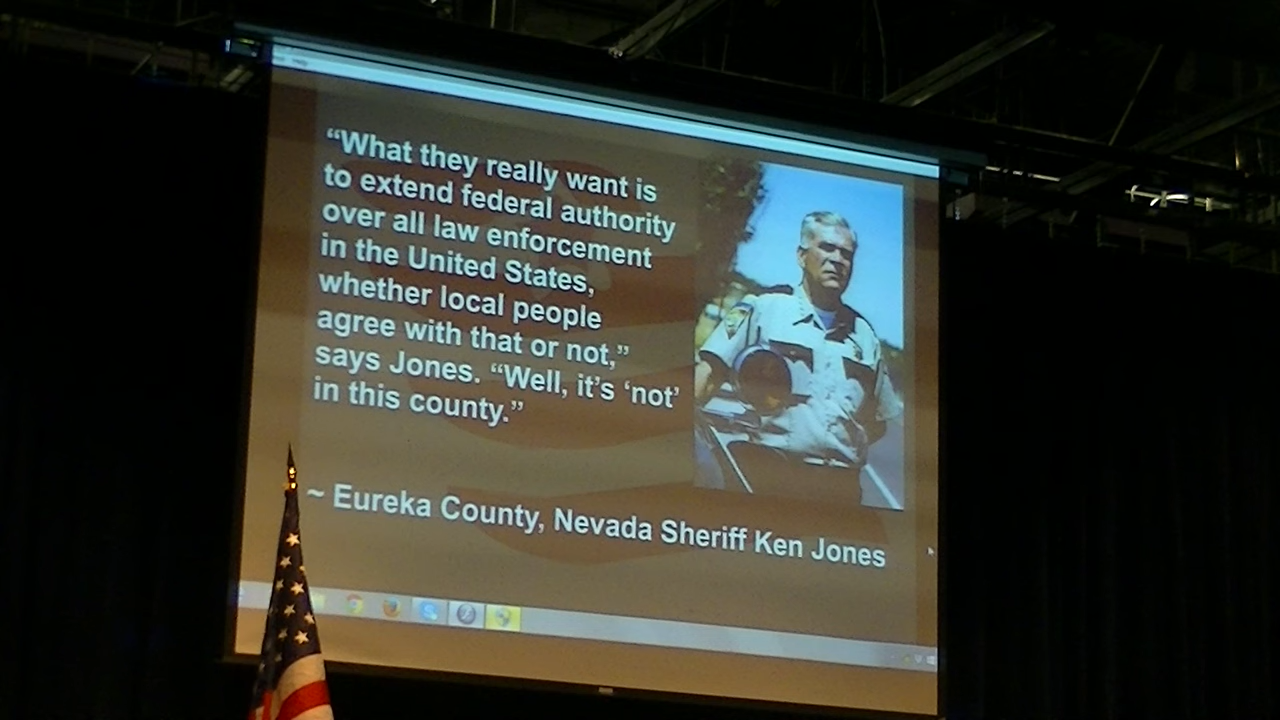 “What they really want is
to extend federal authority
over all law enforcement
in the United States,
whether local people
agree with that or not,”
says Jones. “Well, it’s ‘not’
in this county.”
~ Eureka County, Nevada Sheriff Ken Jones